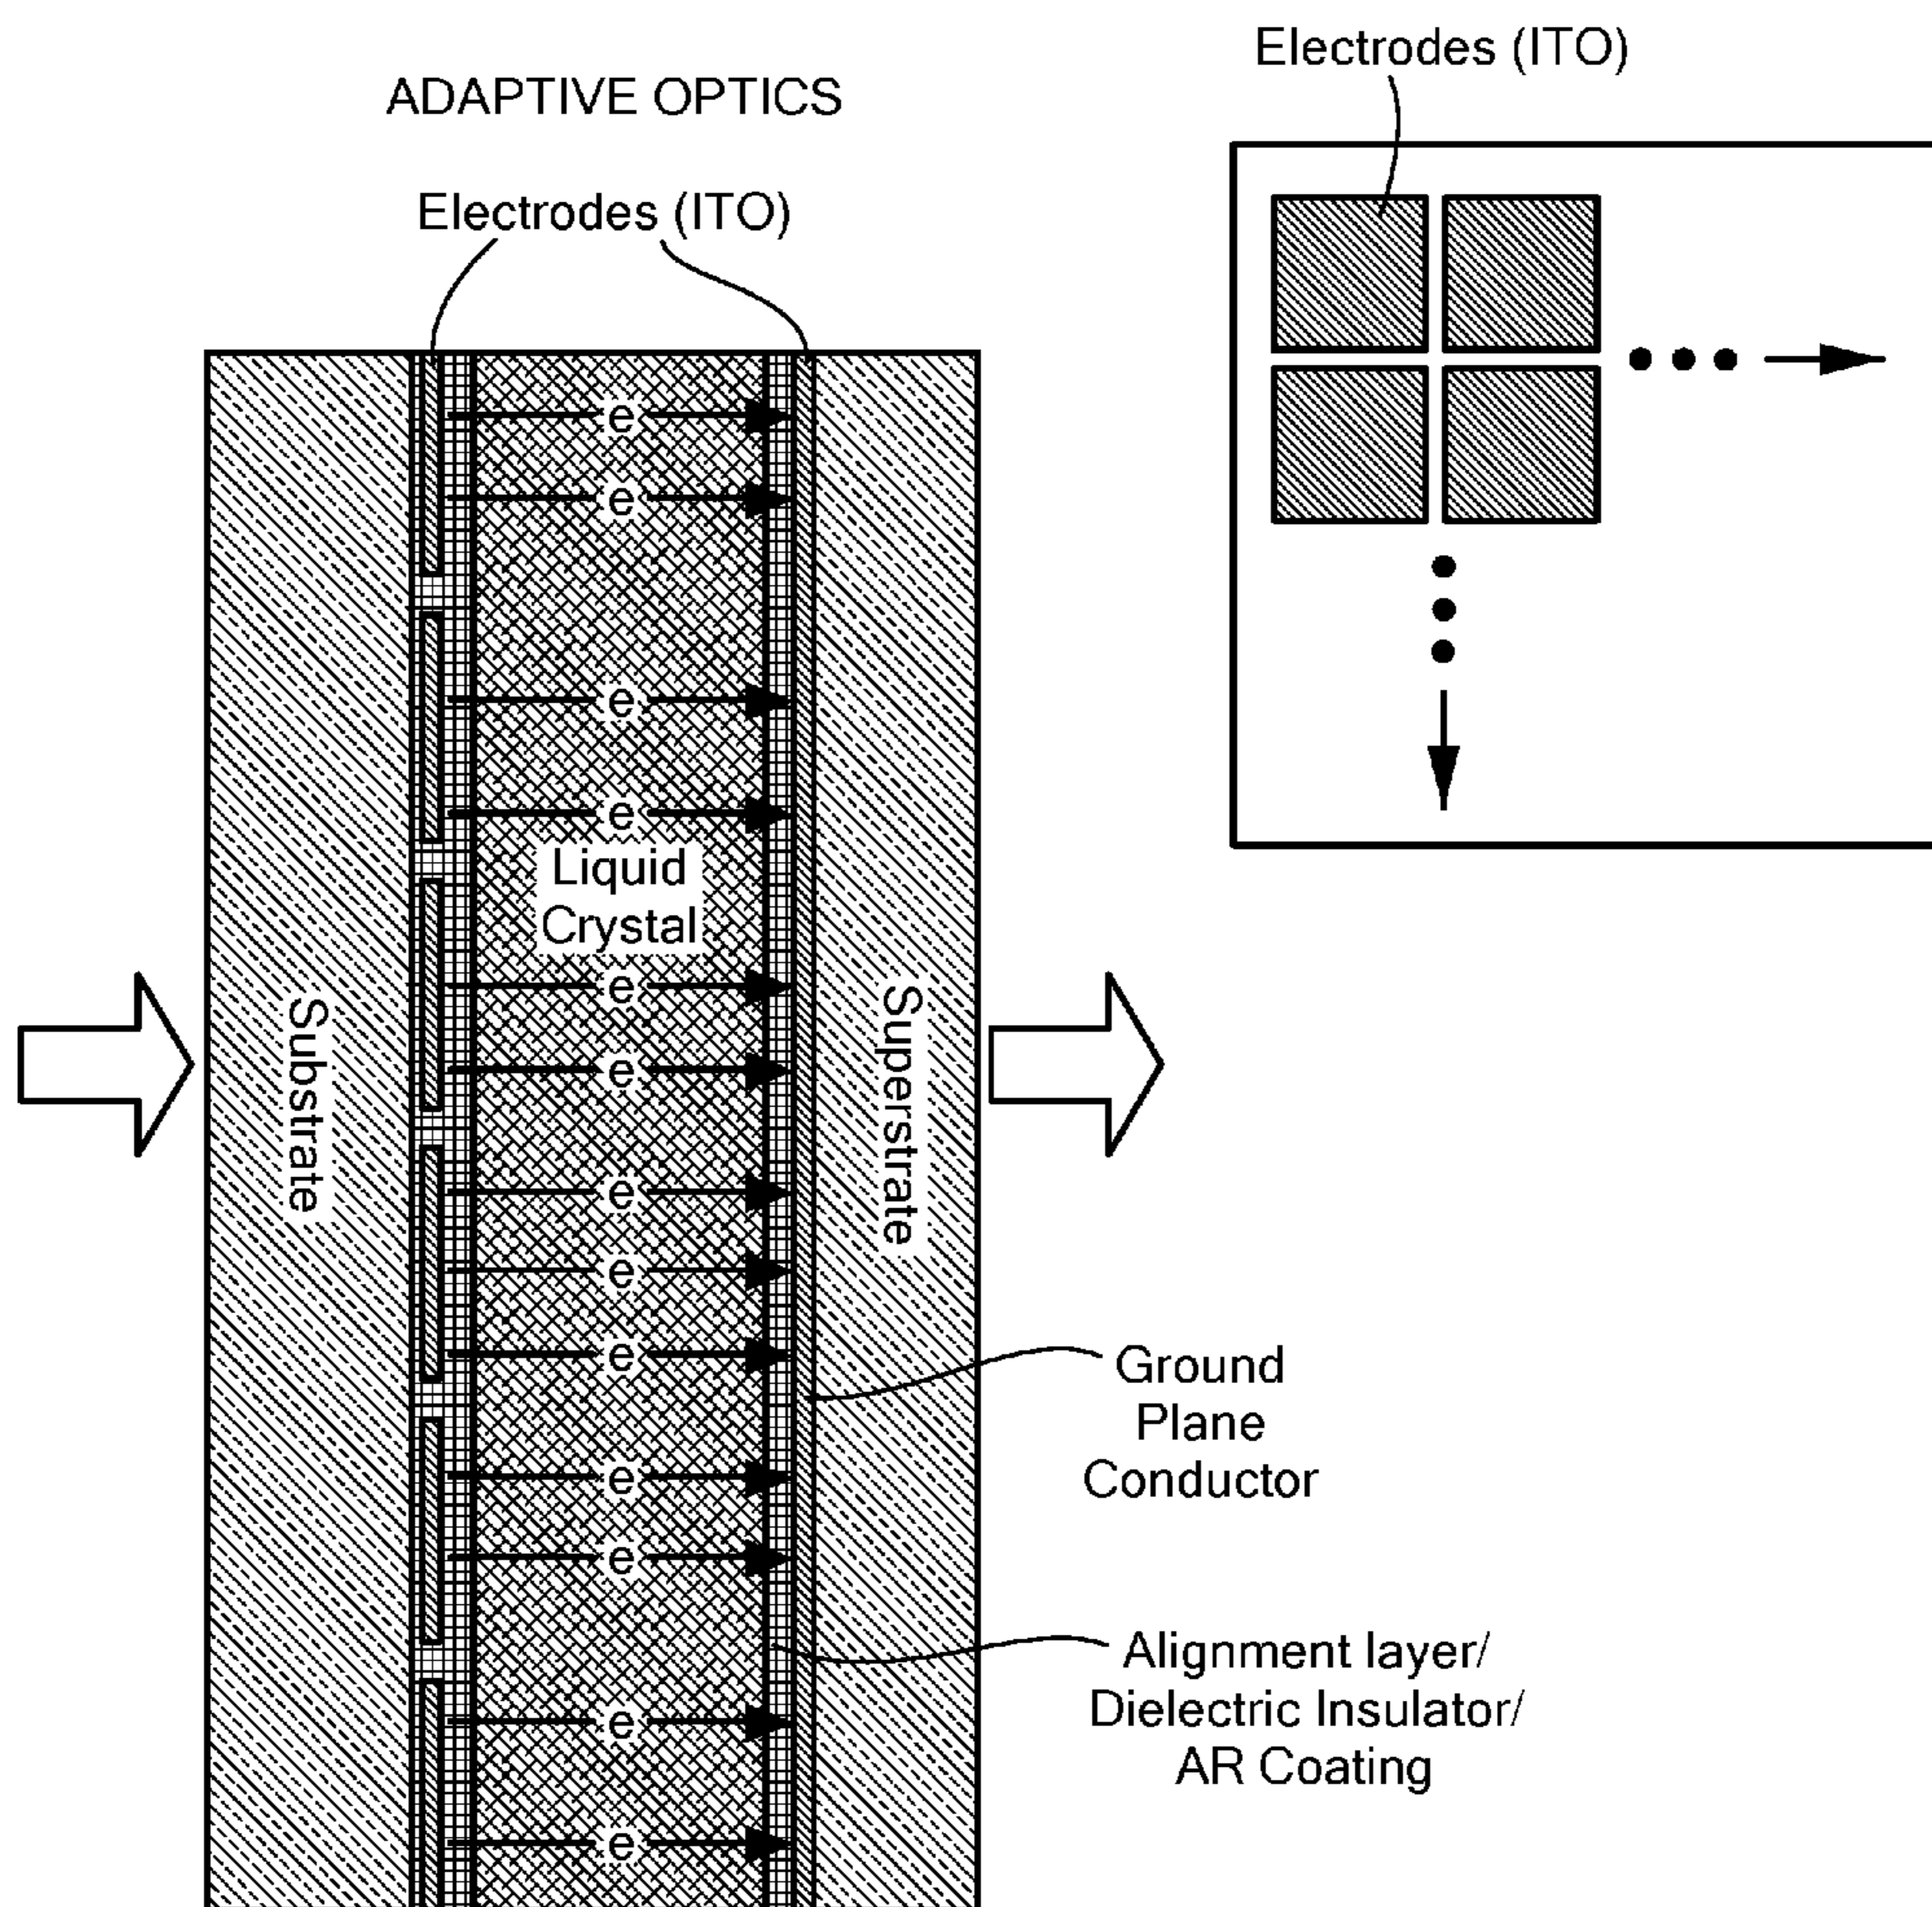 Electrodes (ITO)
ADAPTIVE OPTICS
Electrodes (ITO)
e
e
e
e
Liquid
Crystal
e
e
e
e
e
e
e
e
e
Substrate
Superstrate
Ground
Plane
Conductor
Alignment layer/
Dielectric Insulator/
AR Coating